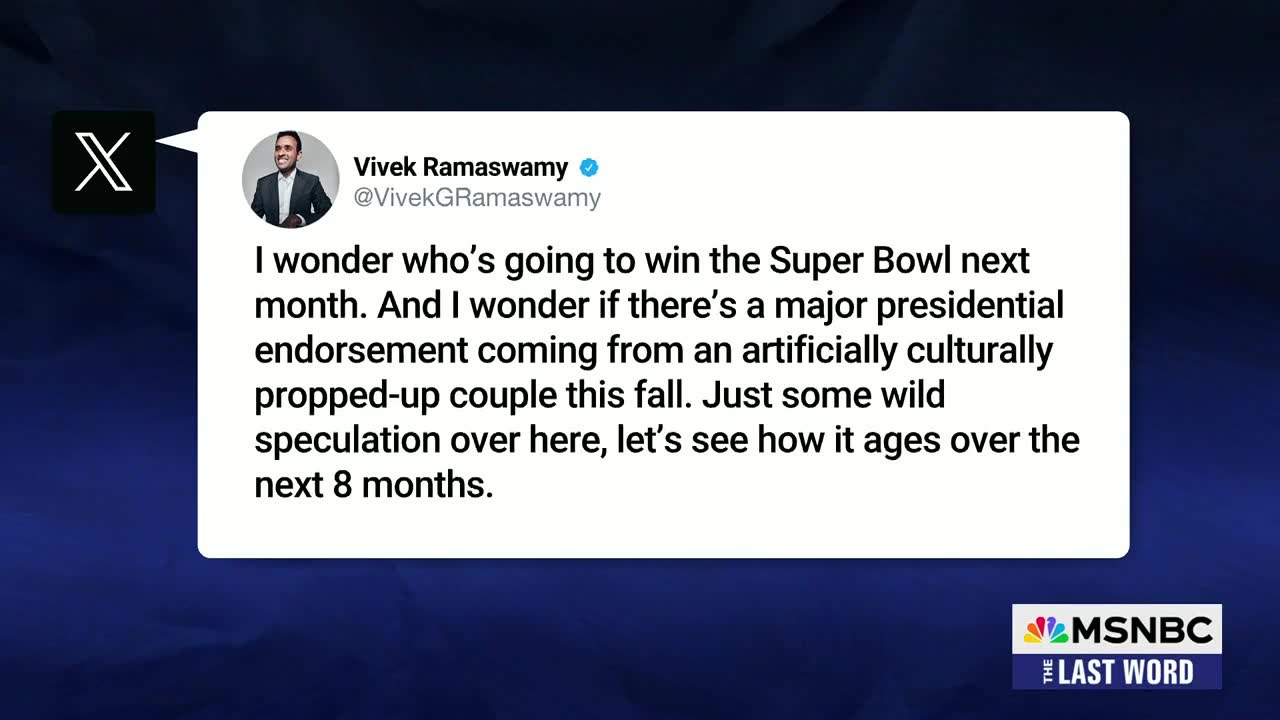 Vivek Ramaswamy
@VivekGRamaswamy
I wonder who’s going to win the Super Bowl next
month. And I wonder if there’s a major presidential
endorsement coming from an artificially culturally
propped-up couple this fall. Just some wild
speculation over here, let’s see how it ages over the
next 8 months.
MSNBC
THE LAST WORD